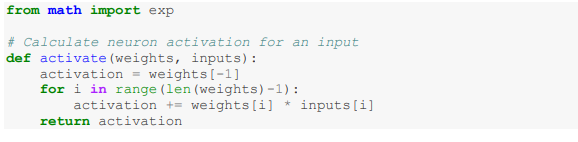 from math import exp
# Calculate neuron activation for an input
def activate(weights, inputs):
    activation = weights[-1]
    for i in range(len(weights)-1):
        activation += weights[i] * inputs[i]
    return activation